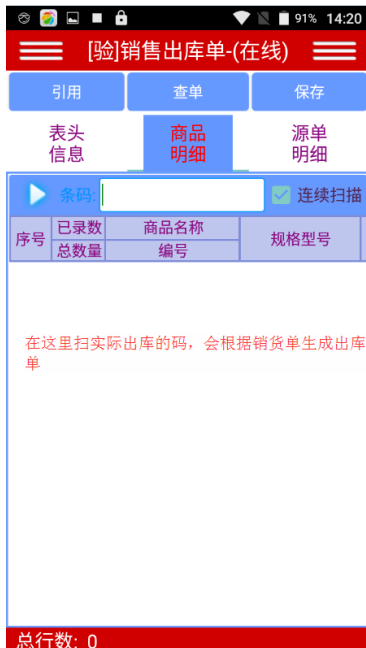 91% 14:20
[验]销售出库单-(在线)
引用 查单 保存
表头 商品 源单
信息 明细 明细
条码: 连续扫描
序号 已录数 商品名称 规格型号
总数量 编号
在这里扫实际出库的码，会根据销货单生成出库
单
总行数: 0